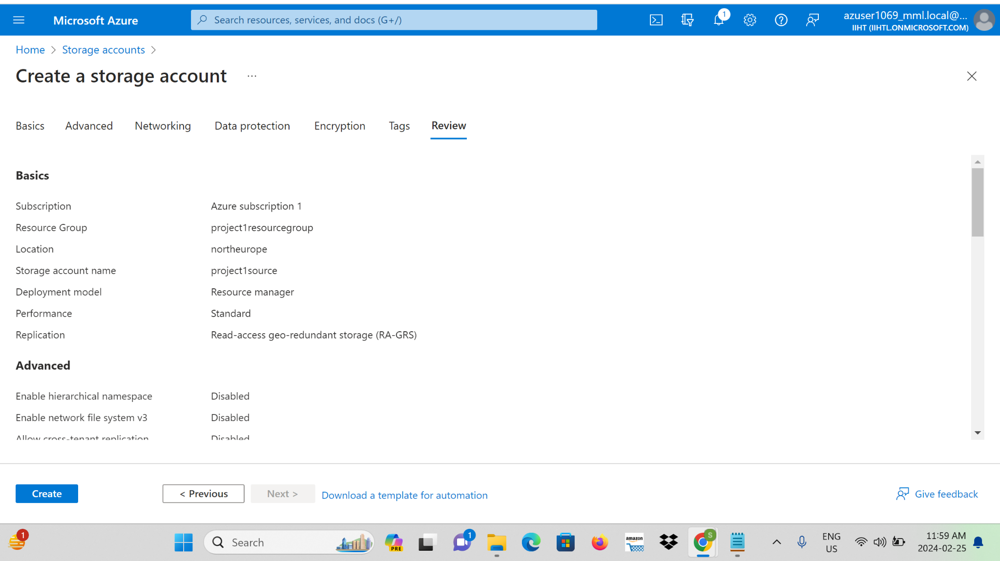 Microsoft Azure
Search resources, services, and docs (G+/)
1
azuser1069_mml.local@...
IIHT (IIHTL.ONMICROSOFT.COM)
Home > Storage accounts >
Create a storage account ...
Basics Advanced Networking Data protection Encryption Tags Review
Basics
Subscription Azure subscription 1
Resource Group project1resourcegroup
Location northeurope
Storage account name project1source
Deployment model Resource manager
Performance Standard
Replication Read-access geo-redundant storage (RA-GRS)
Advanced
Enable hierarchical namespace Disabled
Enable network file system v3 Disabled
Allow cross-tenant replication Disabled
Create < Previous Next > Download a template for automation Give feedback
1
Search
PRE
1
amazon
S
ENG
US
11:59 AM
2024-02-25